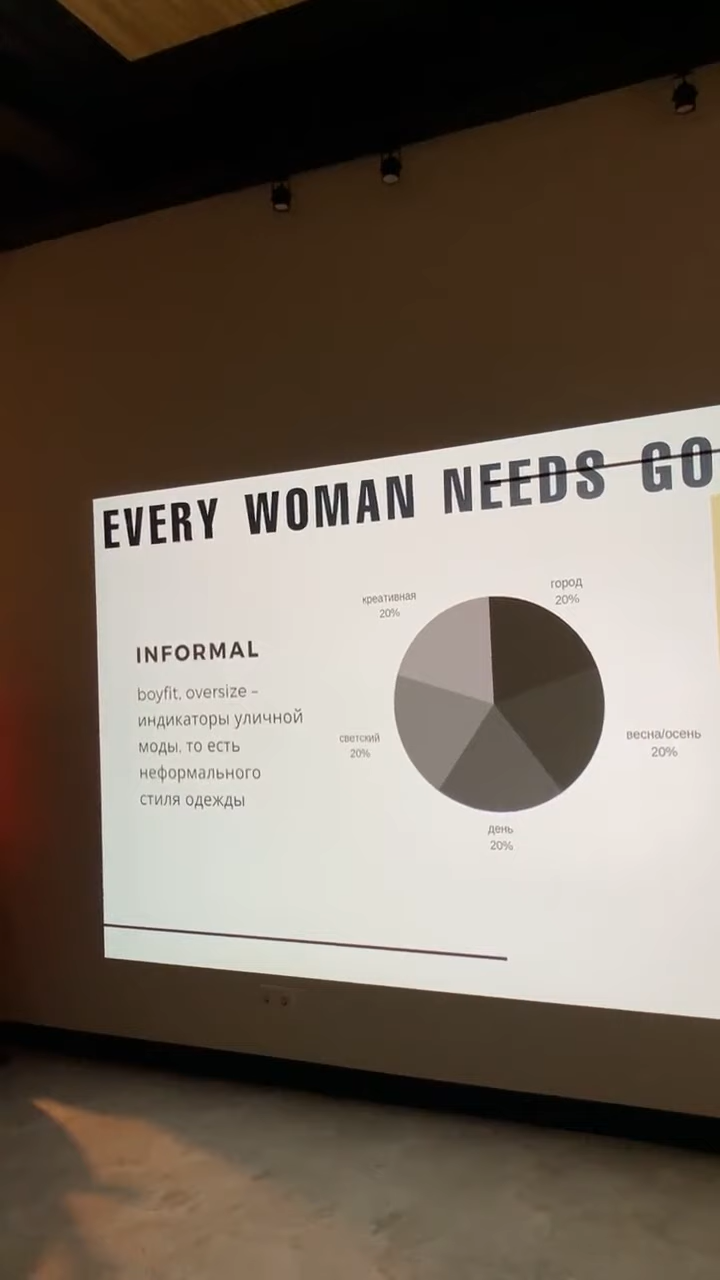 EVERY WOMAN NEEDS GO
INFORMAL
boyfit, oversize –
индикаторы уличной
моды, то есть
неформального
стиля одежды
креативная
20%
город
20%
светский
20%
весна/осень
20%
день
20%